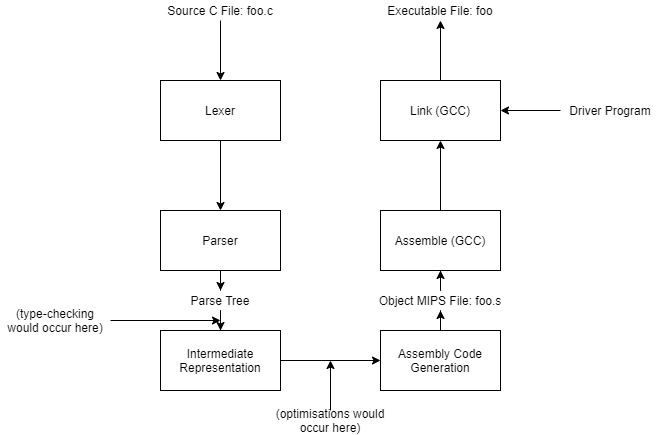 Source C File: foo.c
Executable File: foo
Lexer
Link (GCC)
Driver Program
Parser
Assemble (GCC)
Parse Tree
Object MIPS File: foo.s
(type-checking
would occur here)
Intermediate
Representation
Assembly Code
Generation
(optimisations would
occur here)